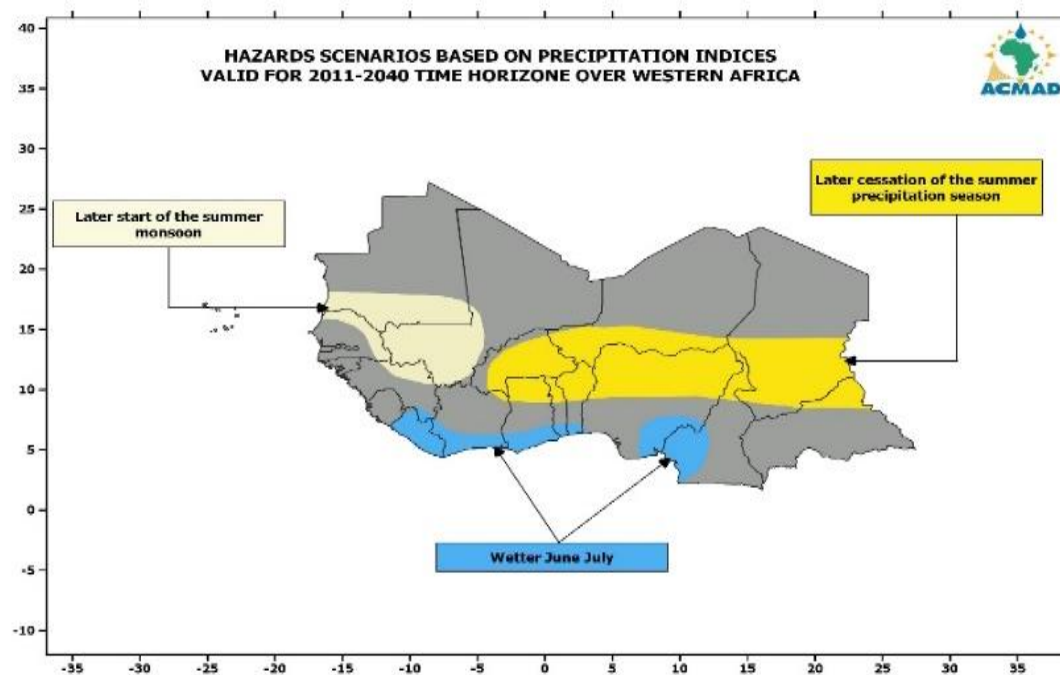 HAZARDS SCENARIOS BASED ON PRECIPITATION INDICES
VALID FOR 2011-2040 TIME HORIZONE OVER WESTERN AFRICA
ACMAD
Later cessation of the summer
precipitation season
Later start of the summer
monsoon
Wetter June July
40
35
30
25
20
15
10
5
0
-5
-10
-35 -30 -25 -20 -15 -10 -5 0 5 10 15 20 25 30 35